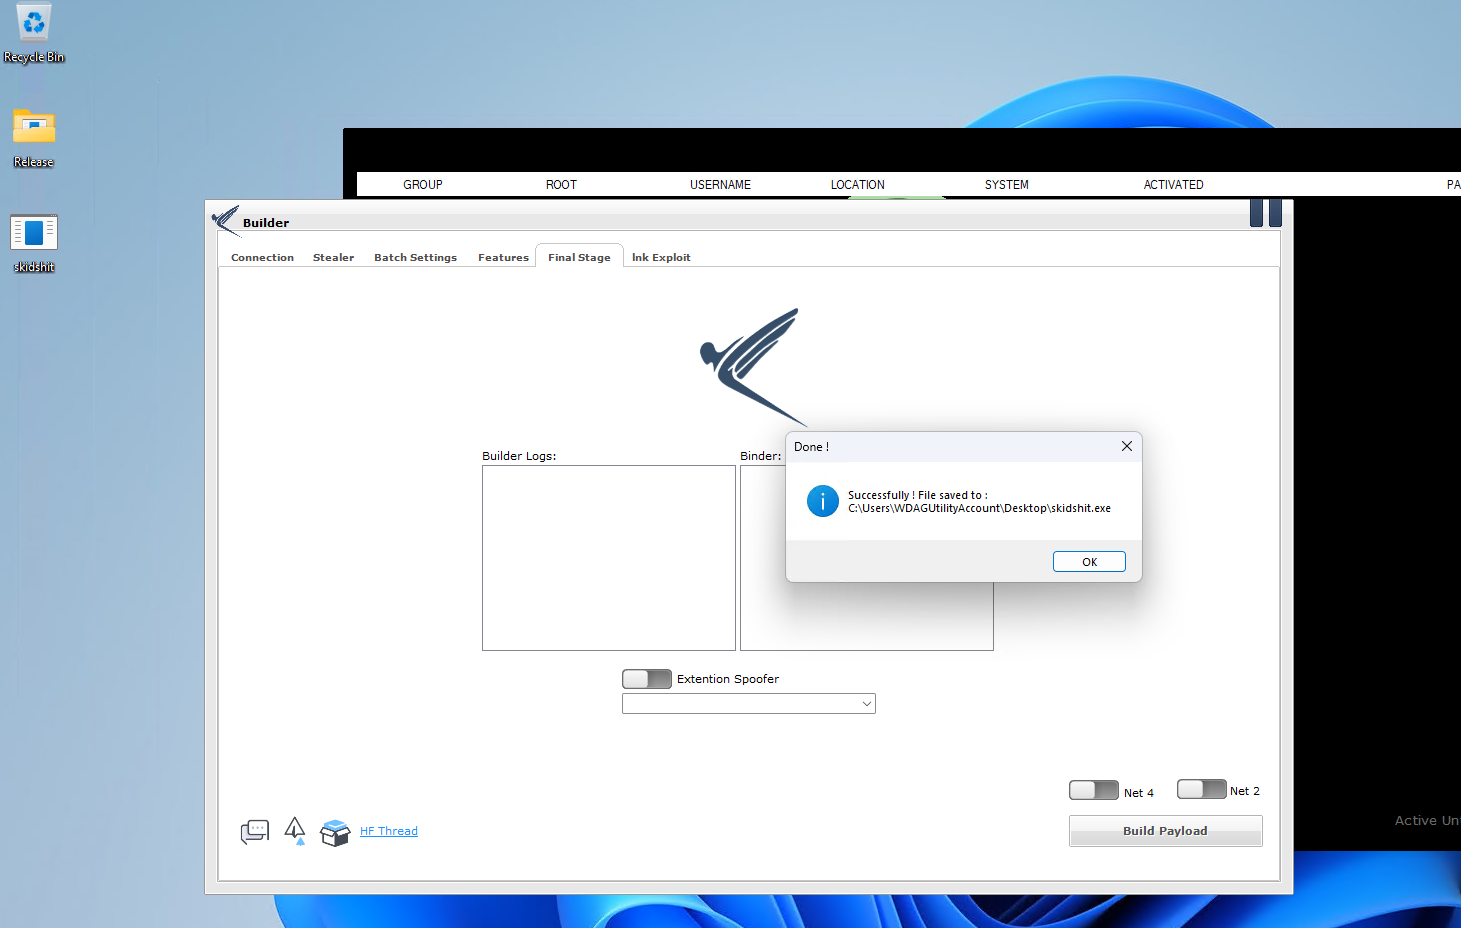 Recycle Bin
Release
skidshit
GROUP ROOT USERNAME LOCATION SYSTEM ACTIVATED PA
Builder
Connection Stealer Batch Settings Features Final Stage lnk Exploit
Builder Logs: Binder:
Done !
Successfully ! File saved to :
C:\Users\WDAGUtilityAccount\Desktop\skidshit.exe
OK
Extention Spoofer
Net 4 Net 2
HF Thread
Build Payload
Active Unt